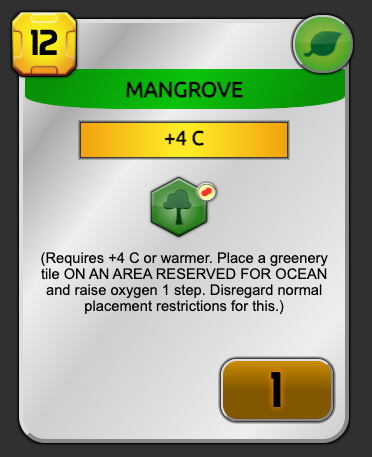 12
MANGROVE
+4 C
(Requires +4 C or warmer. Place a greenery
tile ON AN AREA RESERVED FOR OCEAN
and raise oxygen 1 step. Disregard normal
placement restrictions for this.)
1